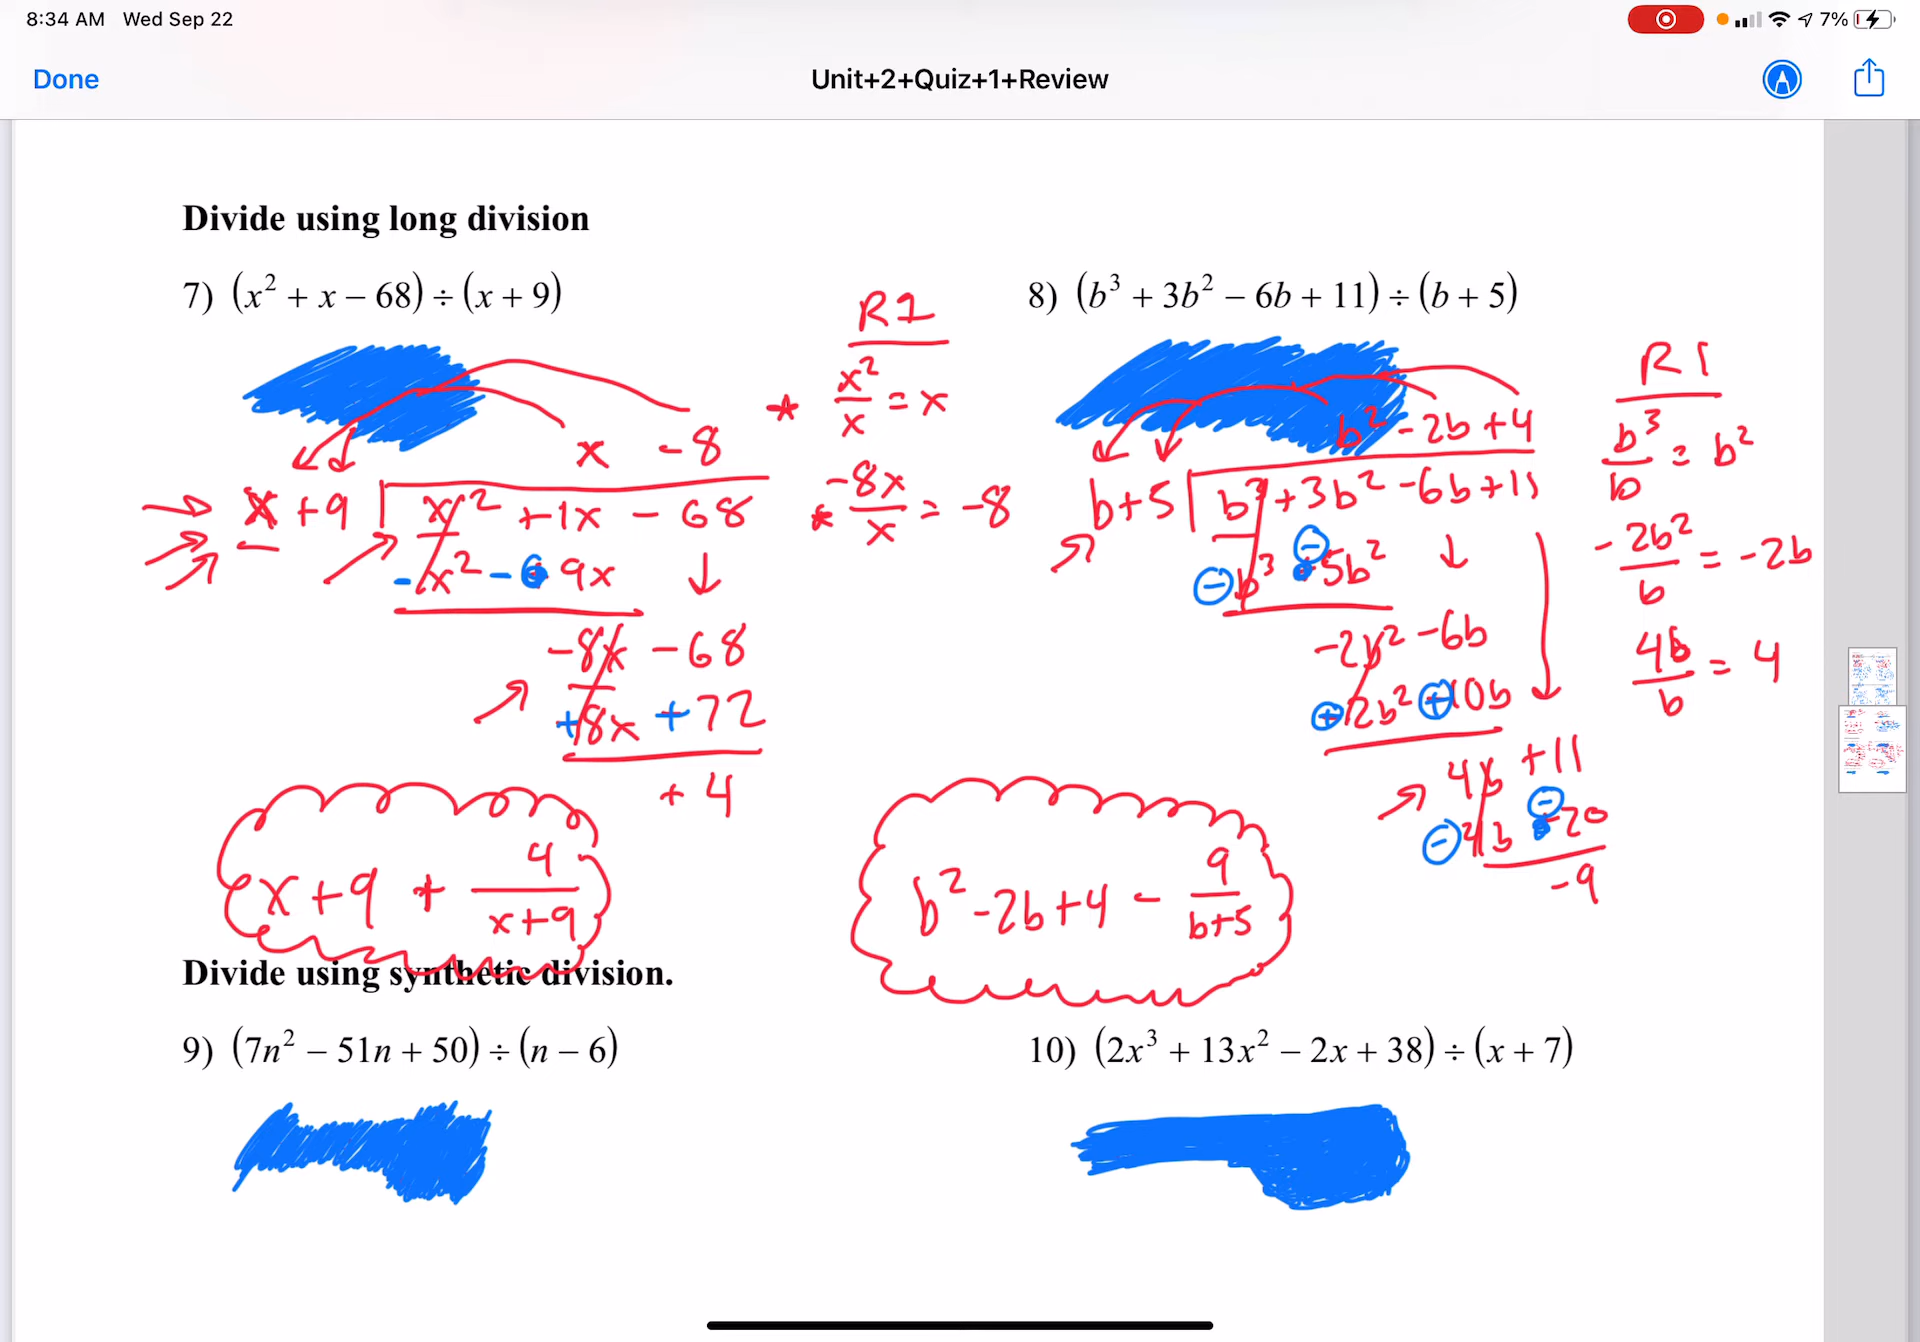 8:34 AM Wed Sep 22
7%
Done
Unit+2+Quiz+1+Review
Divide using long division
7) (x² + x − 68) ÷ (x + 9)
R1
x²/x = x
x - 8
x + 9 x² + 1x - 68
-8x/x = -8
- x² - 9x
-8x - 68
+8x + 72
+ 4
x + 9 + 4/(x+9)
8) (b³ + 3b² − 6b + 11) ÷ (b + 5)
R1
b³/b = b²
b² - 2b + 4
b+5 b³ + 3b² - 6b + 11
-2b²/b = -2b
- b³ - 5b²
-2b² - 6b
4b/b = 4
+ 2b² + 10b
4b + 11
- 4b - 20
-9
b² - 2b + 4 - 9/(b+5)
Divide using synthetic division.
9) (7n² − 51n + 50) ÷ (n − 6)
10) (2x³ + 13x² − 2x + 38) ÷ (x + 7)